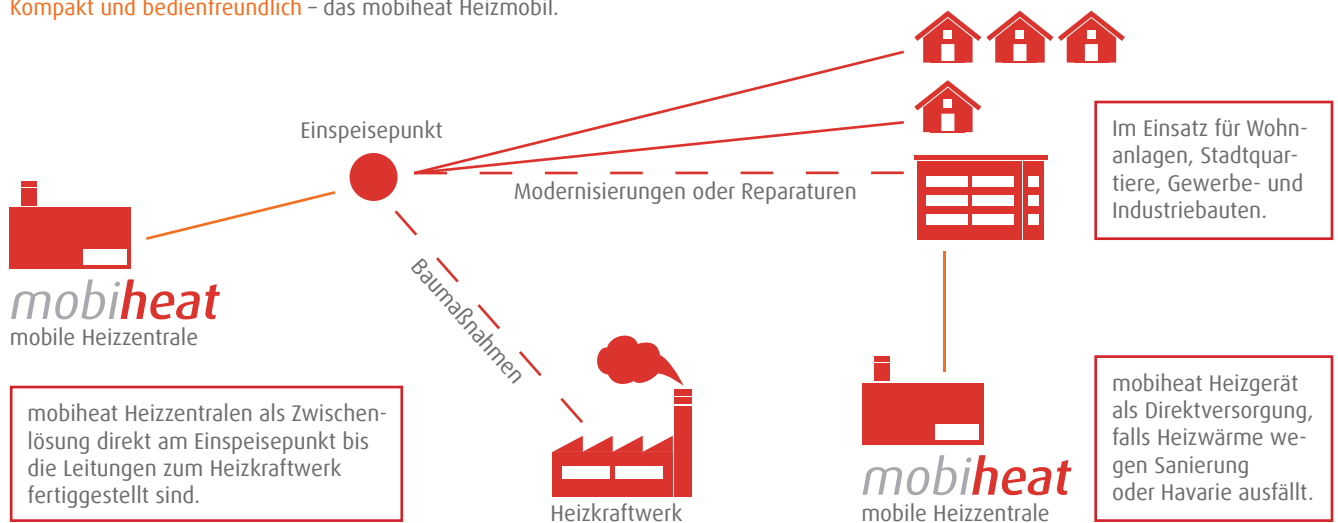 Kompakt und bedienfreundlich – das mobiheat Heizmobil.
Einspeisepunkt
Modernisierungen oder Reparaturen
Im Einsatz für Wohn-
anlagen, Stadtquar-
tiere, Gewerbe- und
Industriebauten.
mobiheat
mobile Heizzentrale
Baumaßnahmen
mobiheat Heizzentralen als Zwischen-
lösung direkt am Einspeisepunkt bis
die Leitungen zum Heizkraftwerk
fertiggestellt sind.
Heizkraftwerk
mobiheat
mobile Heizzentrale
mobiheat Heizgerät
als Direktversorgung,
falls Heizwärme we-
gen Sanierung
oder Havarie ausfällt.